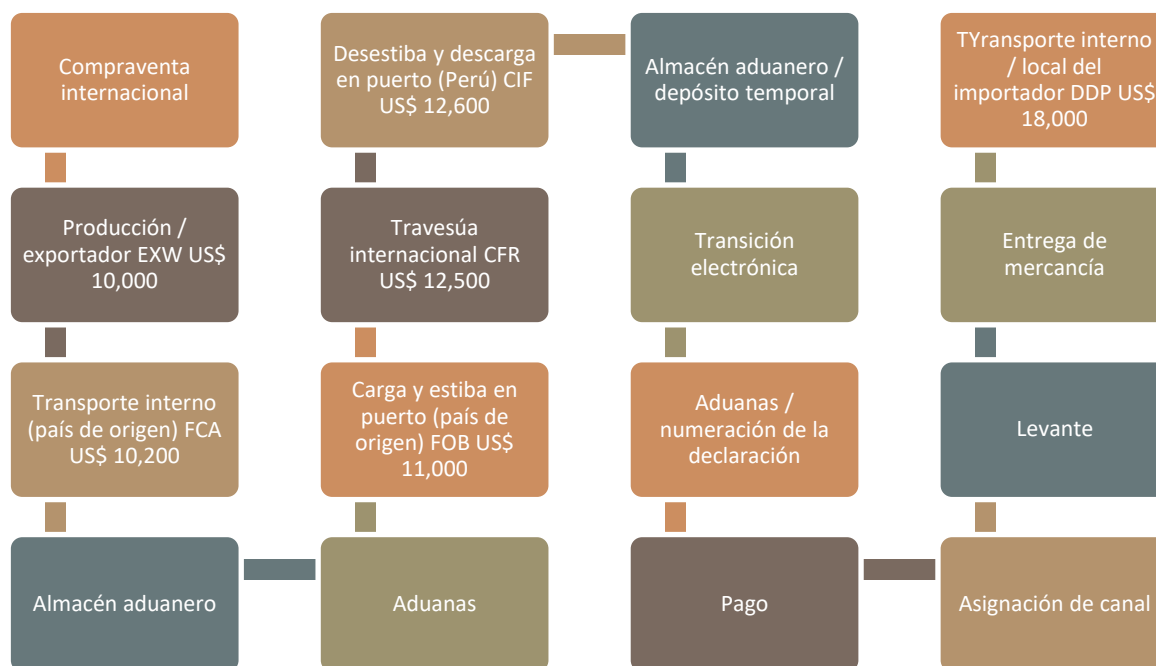 Compraventa
internacional
Producción /
exportador EXW US$
10,000
Transporte interno
(país de origen) FCA
US$ 10,200
Almacén aduanero
Aduanas
Carga y estiba en
puerto (país de
origen) FOB US$
11,000
Travesúa
internacional CFR
US$ 12,500
Desestiba y descarga
en puerto (Perú) CIF
US$ 12,600
Almacén aduanero /
depósito temporal
Transición
electrónica
Aduanas /
numeración de la
declaración
Pago
Asignación de canal
Levante
Entrega de
mercancía
TYransporte interno
/ local del
importador DDP US$
18,000